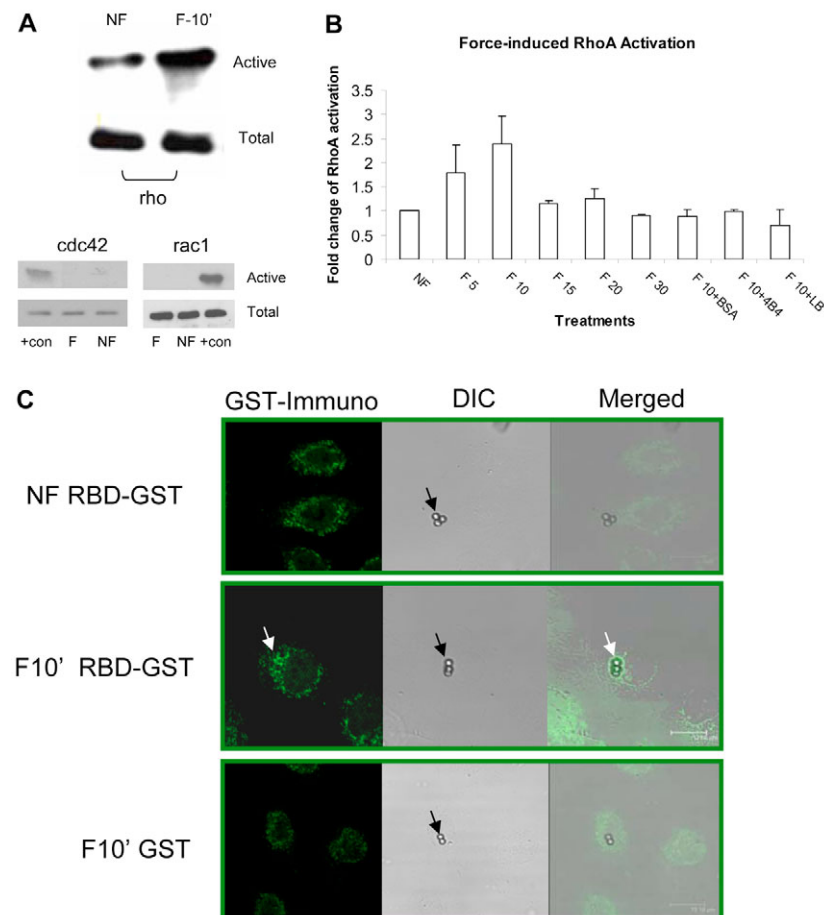 A
NF F-10'
Active
Total
rho
cdc42 rac1
Active
Total
+con F NF F NF +con
B
Force-induced RhoA Activation
Fold change of RhoA activation
3.5
3
2.5
2
1.5
1
0.5
0
NF F 5 F 10 F 15 F 20 F 30 F 10+BSA F 10+4B4 F 10+LB
Treatments
C
GST-Immuno DIC Merged
NF RBD-GST
F10' RBD-GST
F10' GST